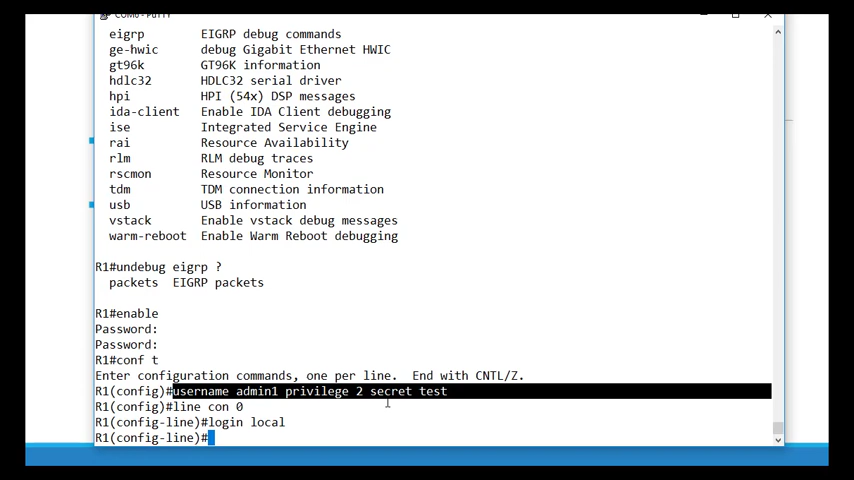 COM6 - PuTTY
eigrp EIGRP debug commands
ge-hwic debug Gigabit Ethernet HWIC
gt96k GT96K information
hdlc32 HDLC32 serial driver
hpi HPI (54x) DSP messages
ida-client Enable IDA Client debugging
ise Integrated Service Engine
rai Resource Availability
rlm RLM debug traces
rscmon Resource Monitor
tdm TDM connection information
usb USB information
vstack Enable vstack debug messages
warm-reboot Enable Warm Reboot debugging
R1#undebug eigrp ?
packets EIGRP packets
R1#enable
Password:
Password:
R1#conf t
Enter configuration commands, one per line. End with CNTL/Z.
R1(config)#username admin1 privilege 2 secret test
R1(config)#line con 0
R1(config-line)#login local
R1(config-line)#